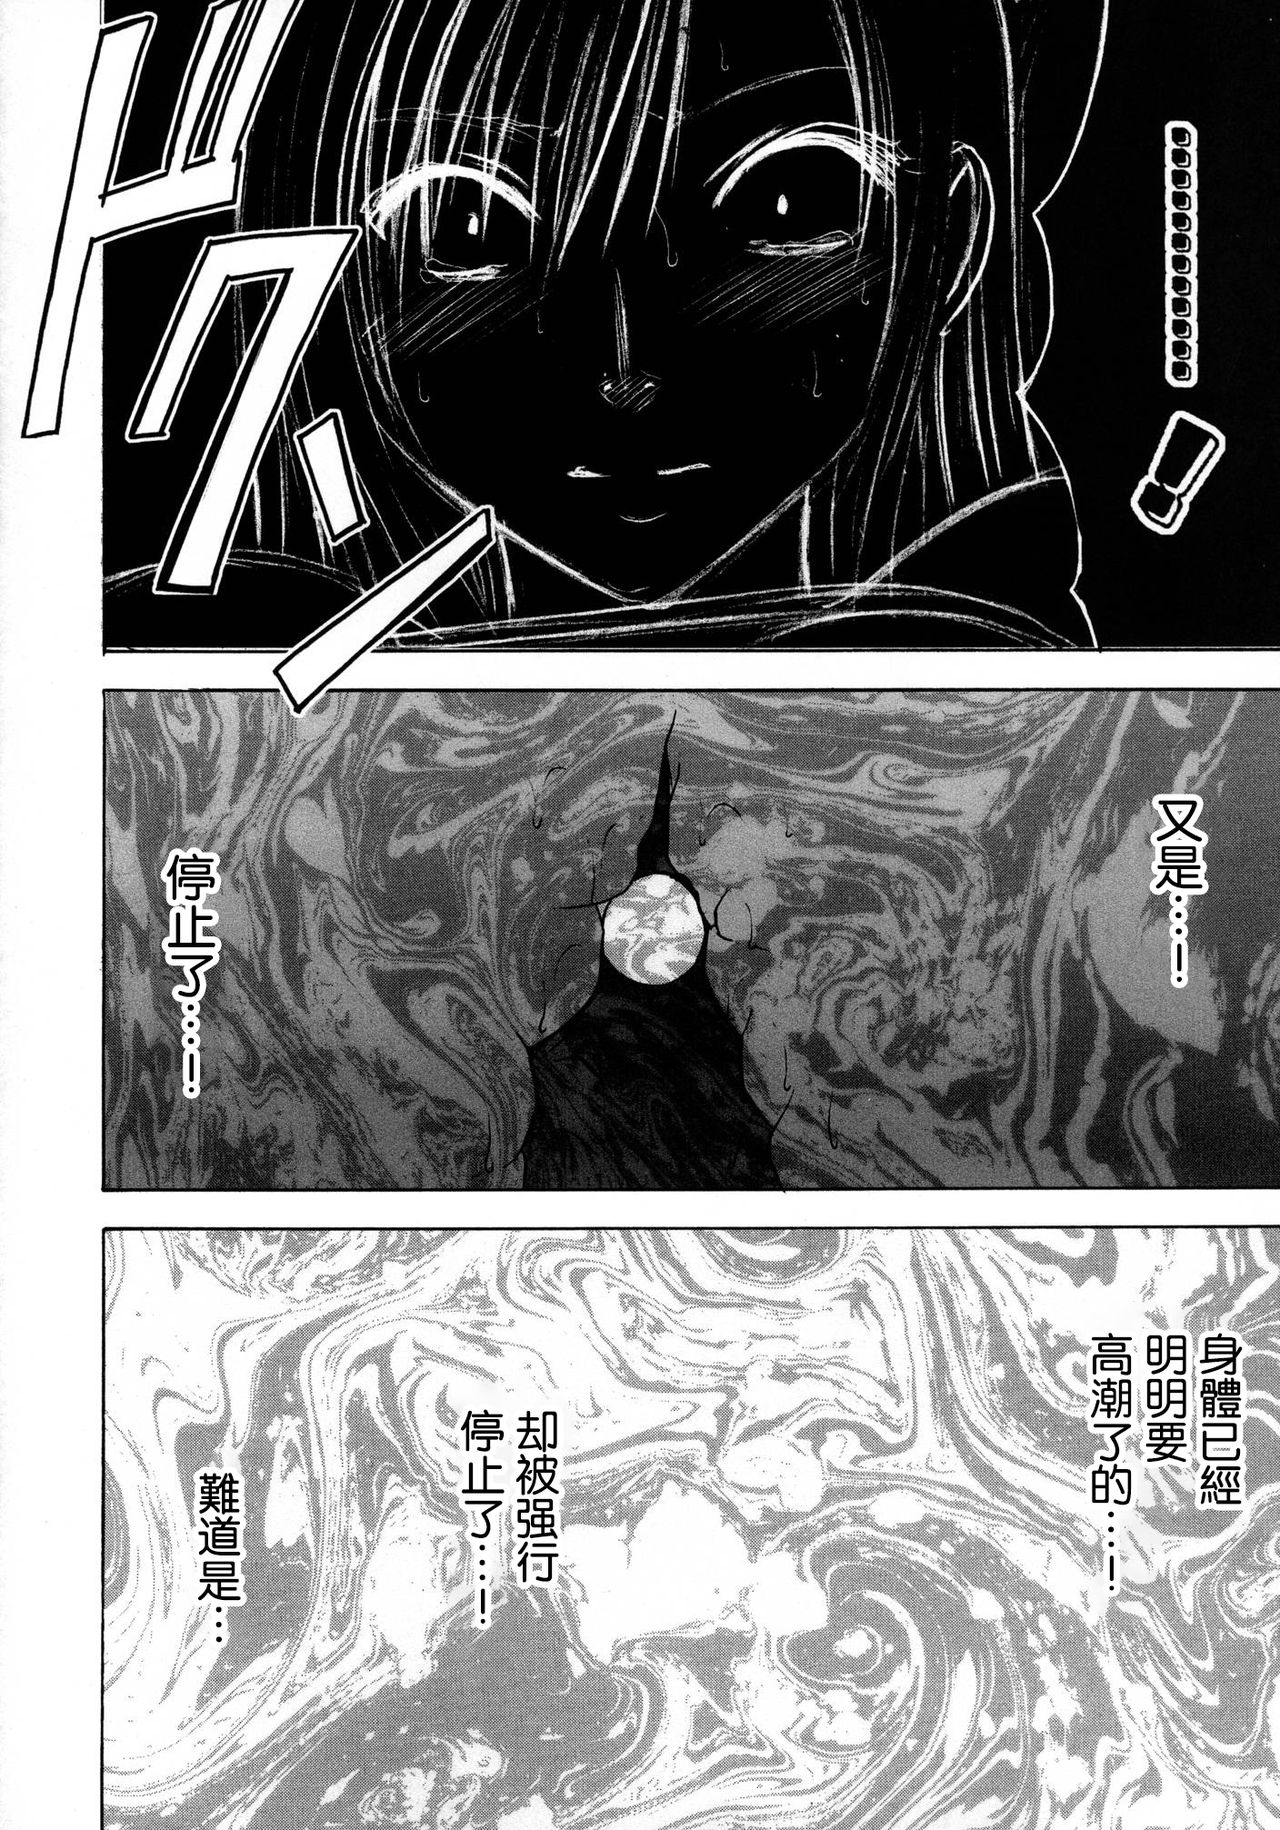 …………！
ドクンッ
又是…！
停止了…！
身體已經
明明要
高潮了的…！
却被强行
停止了…！
難道是…